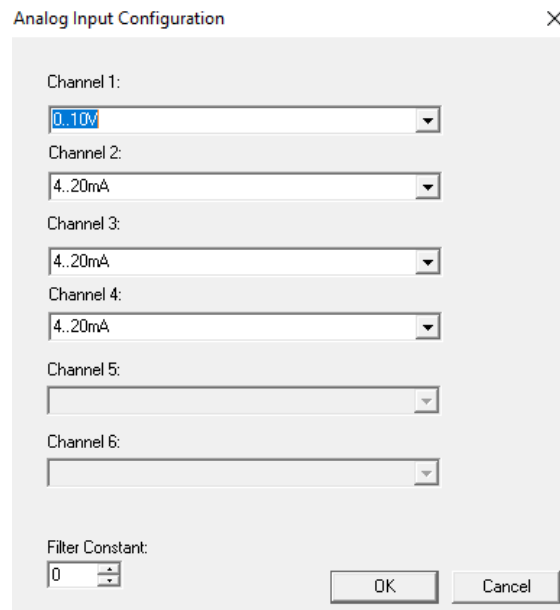 Analog Input Configuration
Channel 1:
0..10V
Channel 2:
4..20mA
Channel 3:
4..20mA
Channel 4:
4..20mA
Channel 5:
Channel 6:
Filter Constant:
0
OK
Cancel